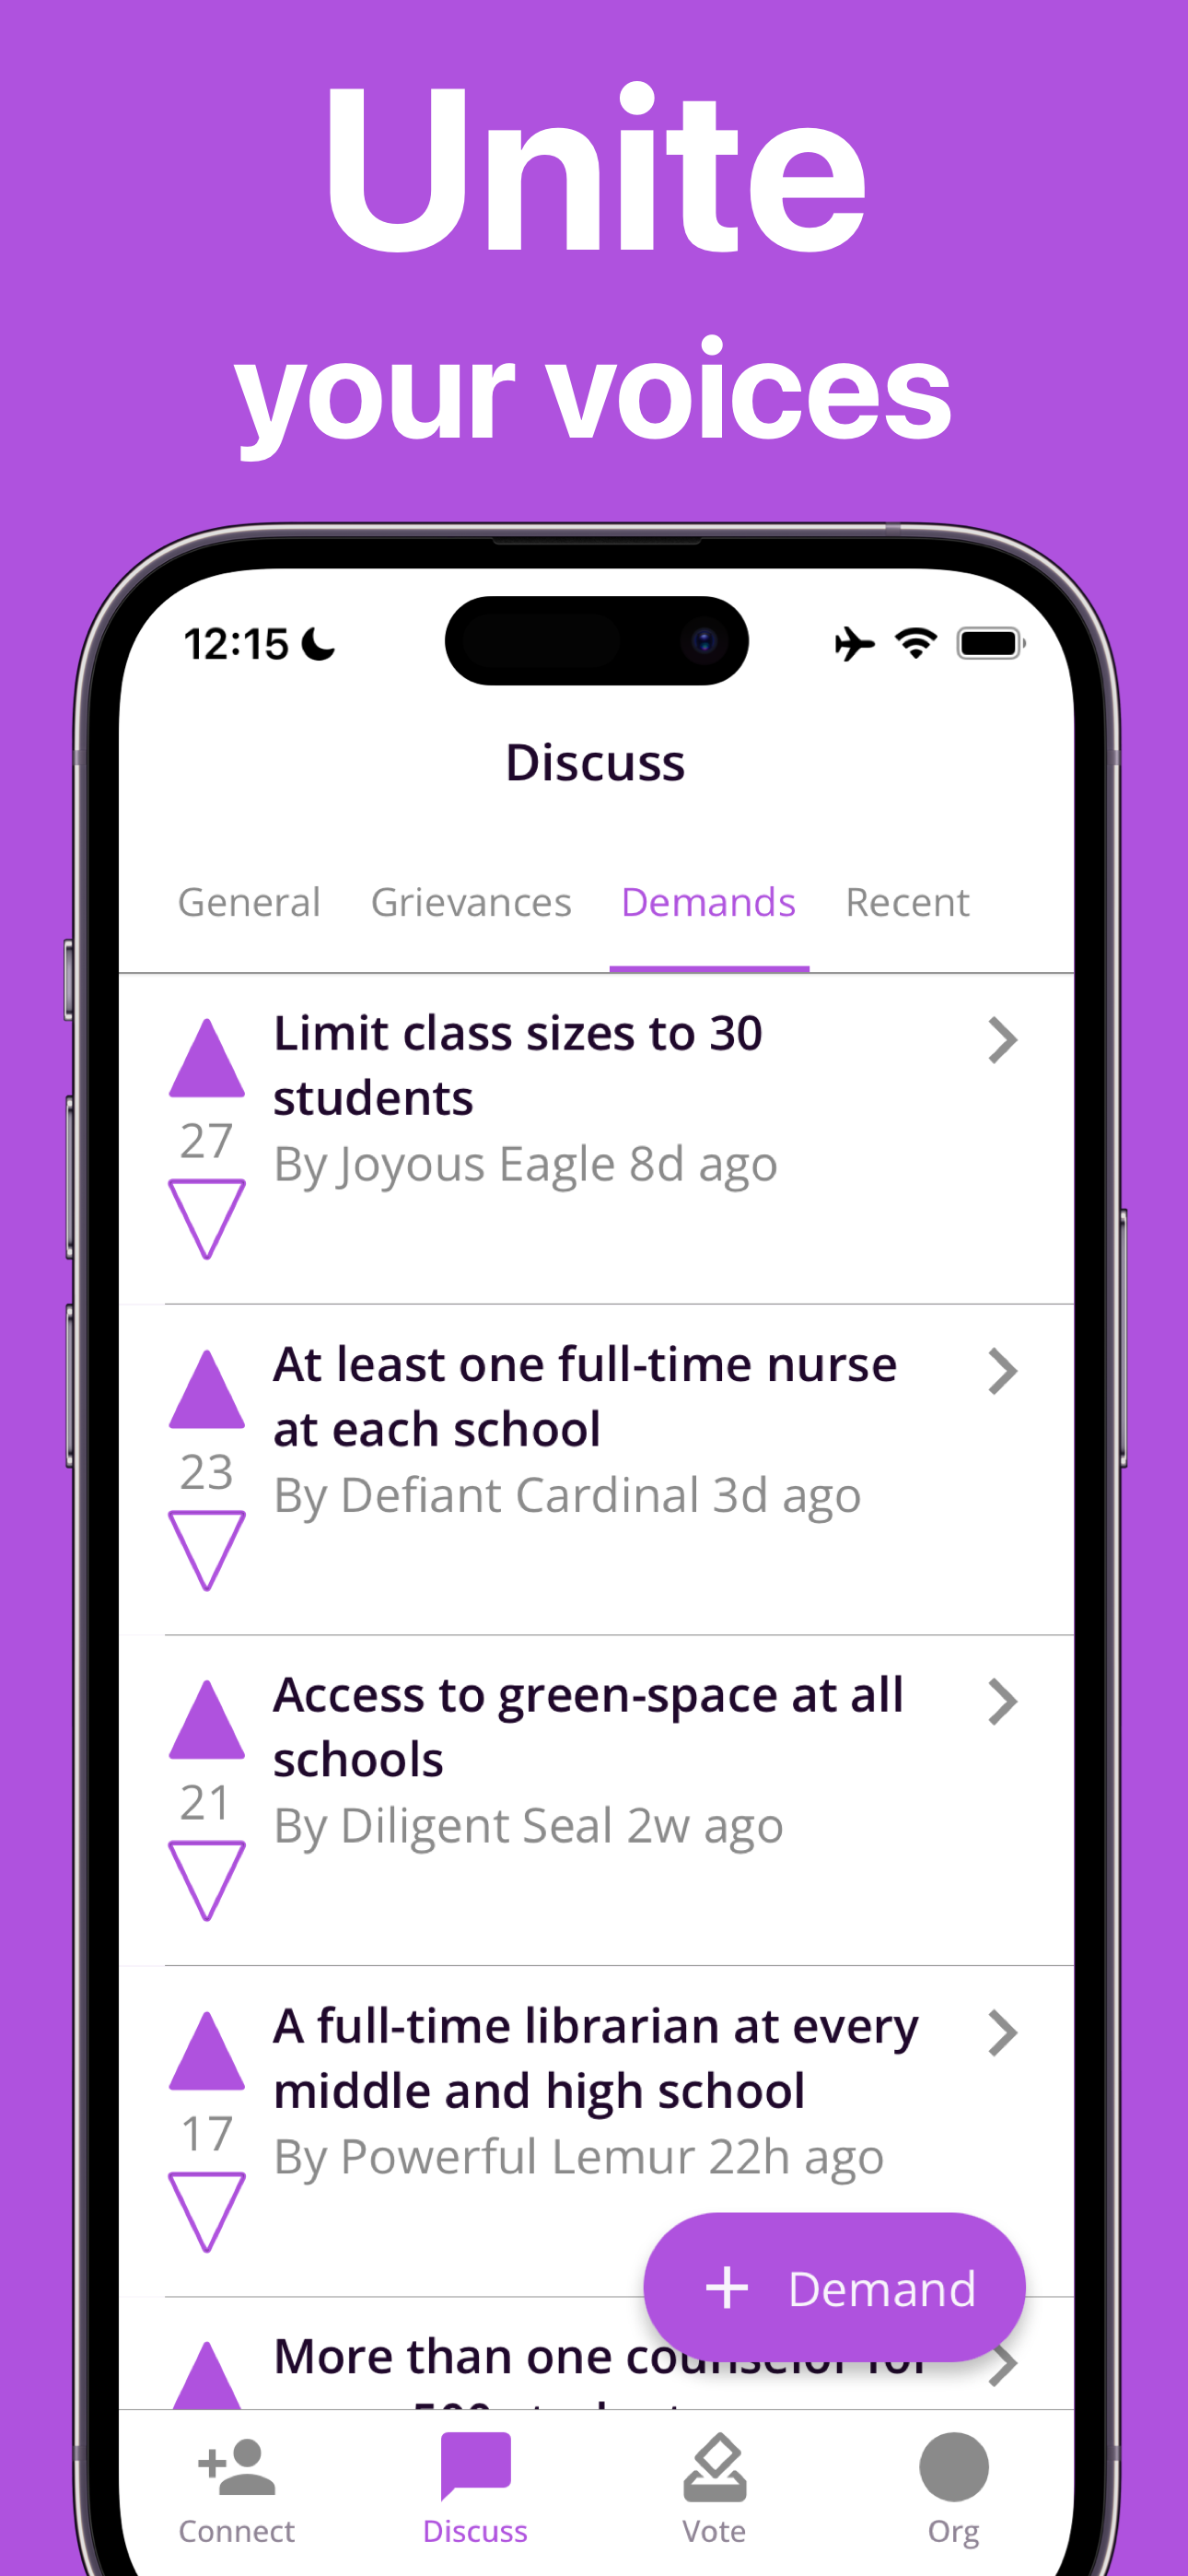 Unite
your voices
12:15
Discuss
General Grievances Demands Recent
Limit class sizes to 30
students
27
By Joyous Eagle 8d ago
At least one full-time nurse
at each school
23
By Defiant Cardinal 3d ago
Access to green-space at all
schools
21
By Diligent Seal 2w ago
A full-time librarian at every
middle and high school
17
By Powerful Lemur 22h ago
+ Demand
More than one counselor for
Connect Discuss Vote Org